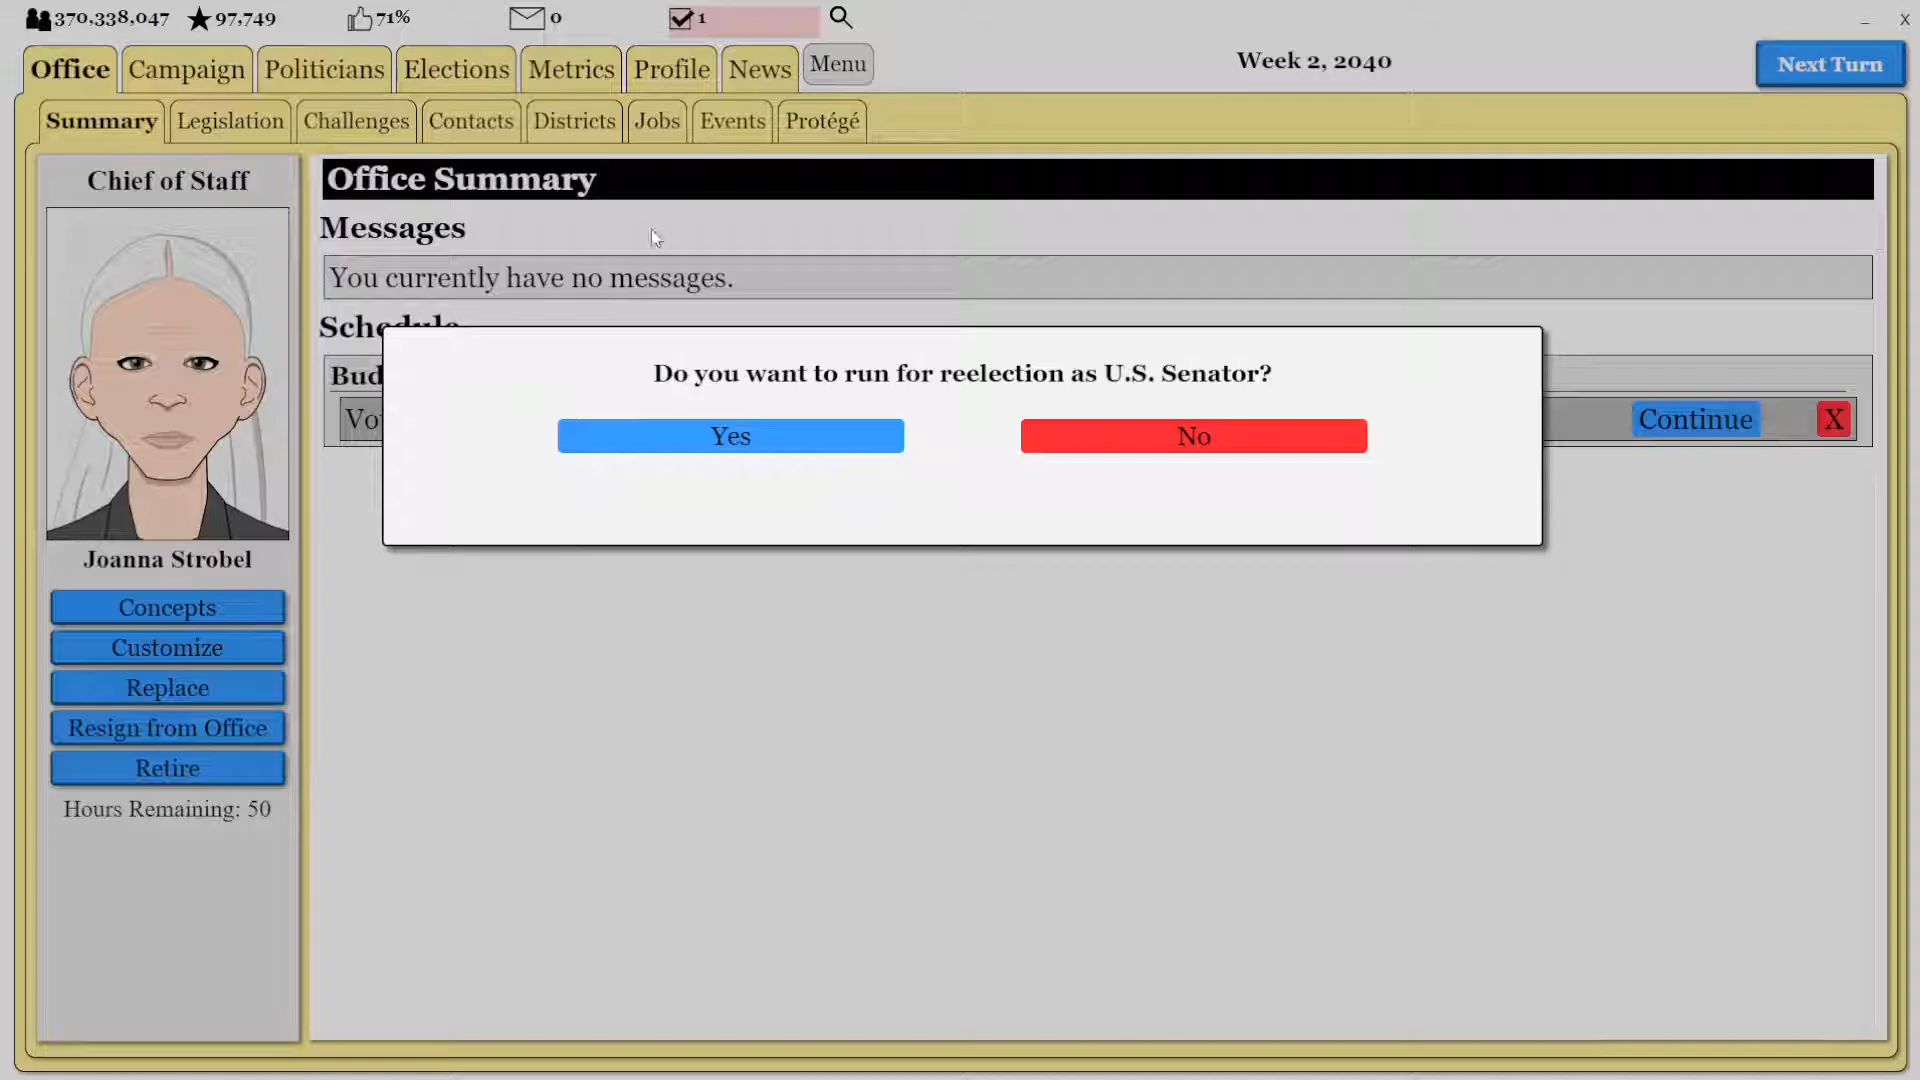 370,338,047 97,749 71% 0 1
Office Campaign Politicians Elections Metrics Profile News Menu
Week 2, 2040
Next Turn
_ X
Summary Legislation Challenges Contacts Districts Jobs Events Protégé
Chief of Staff
Joanna Strobel
Concepts
Customize
Replace
Resign from Office
Retire
Hours Remaining: 50
Office Summary
Messages
You currently have no messages.
Schedule
Bud
Vo
Continue X
Do you want to run for reelection as U.S. Senator?
Yes No